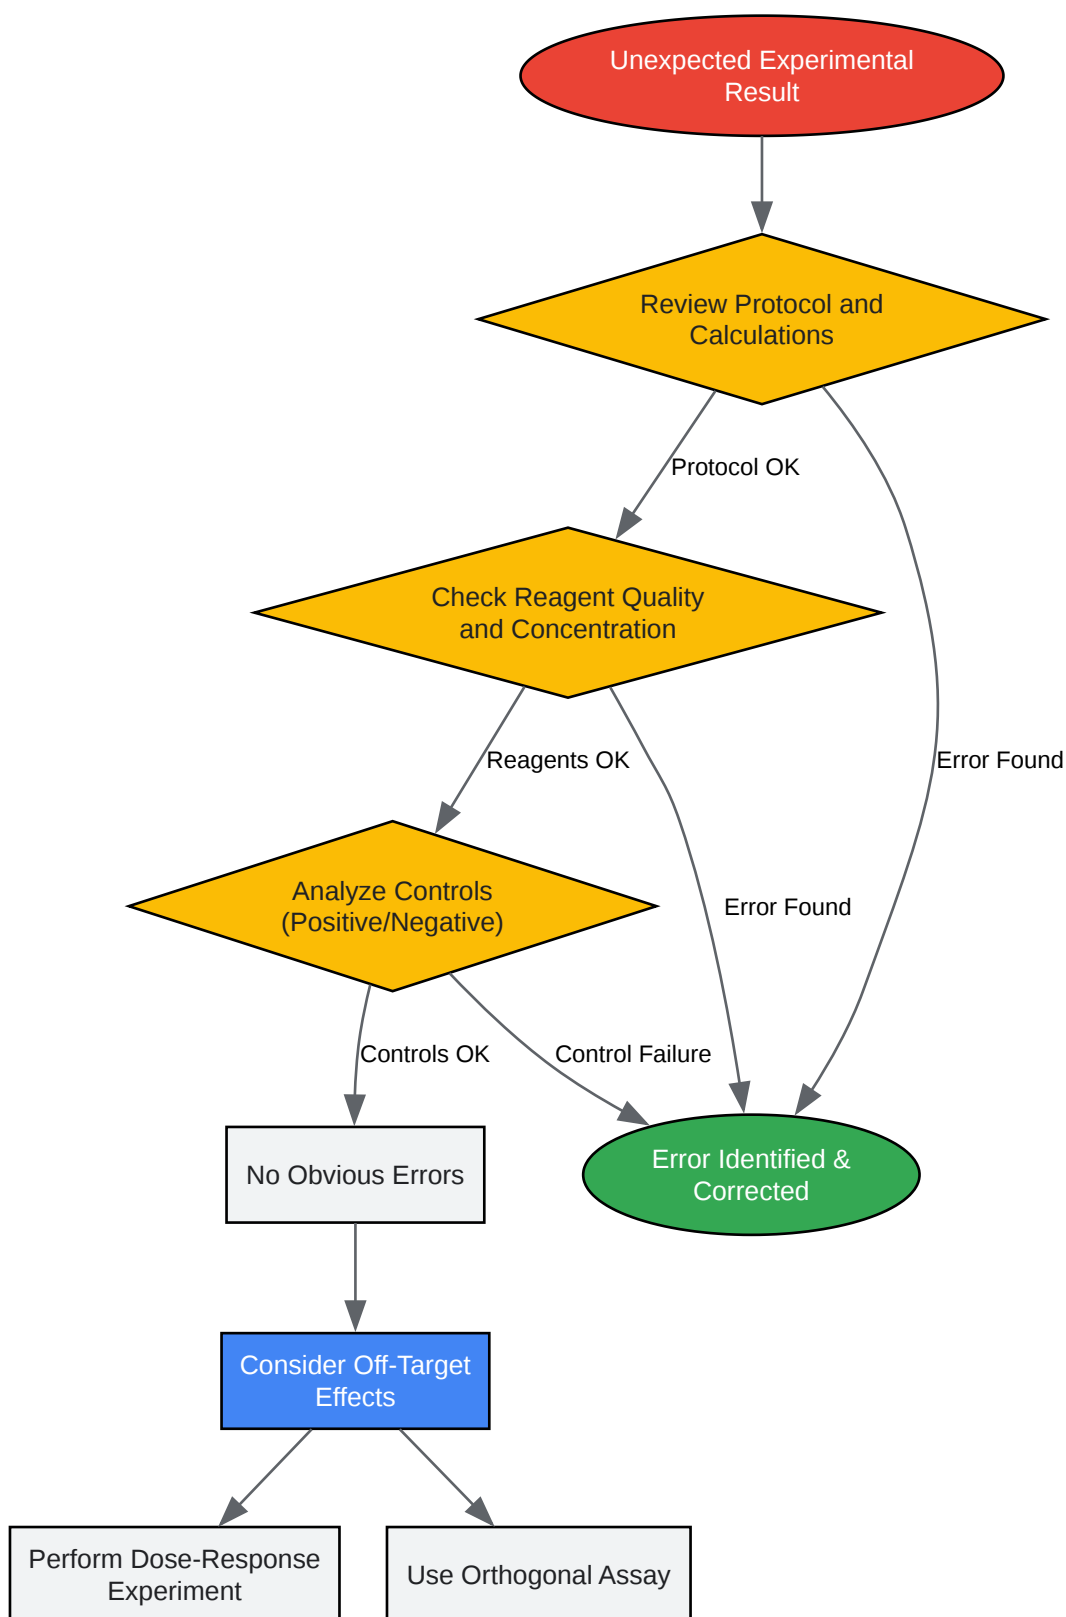 Unexpected Experimental
Result
Review Protocol and
Calculations
Protocol OK
Check Reagent Quality
and Concentration
Reagents OK
Error Found
Analyze Controls
(Positive/Negative)
Error Found
Controls OK
Control Failure
No Obvious Errors
Error Identified &
Corrected
Consider Off-Target
Effects
Perform Dose-Response
Experiment
Use Orthogonal Assay